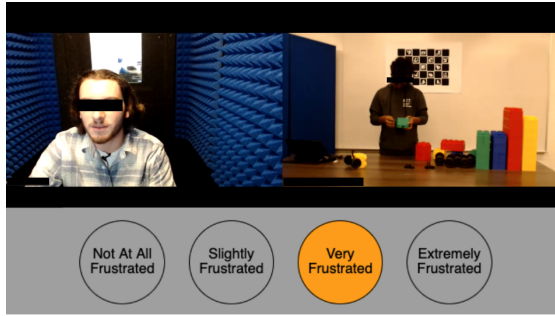 Not At All
Frustrated
Slightly
Frustrated
Very
Frustrated
Extremely
Frustrated